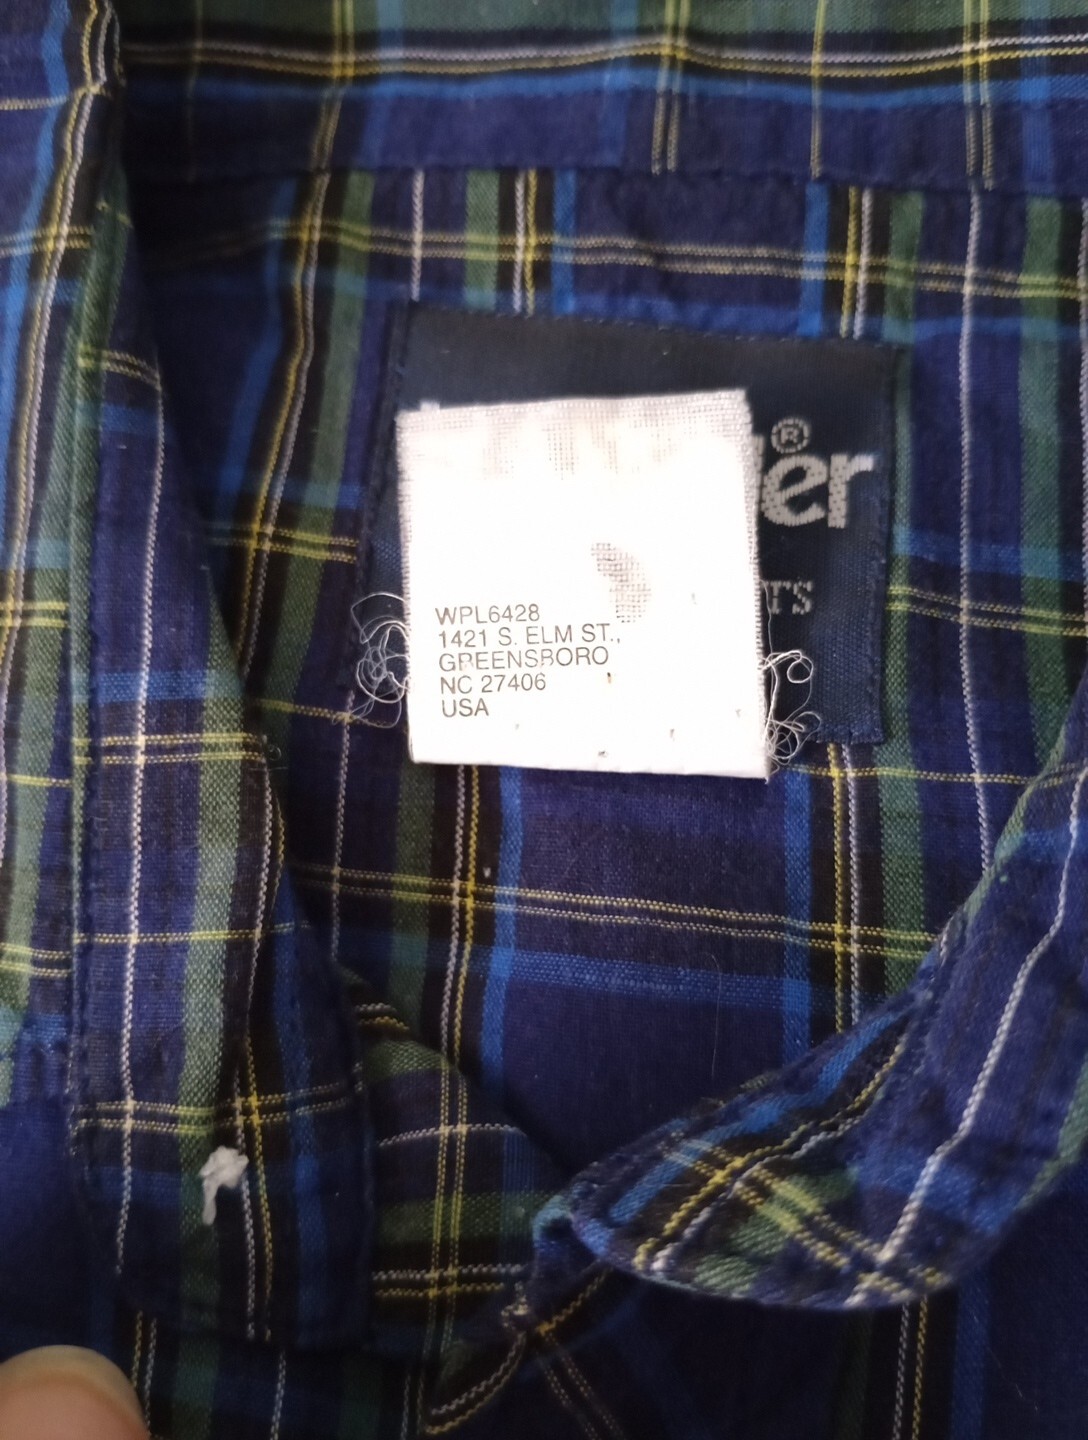 ®
WPL6428
1421 S. ELM ST.,
GREENSBORO
NC 27406
USA